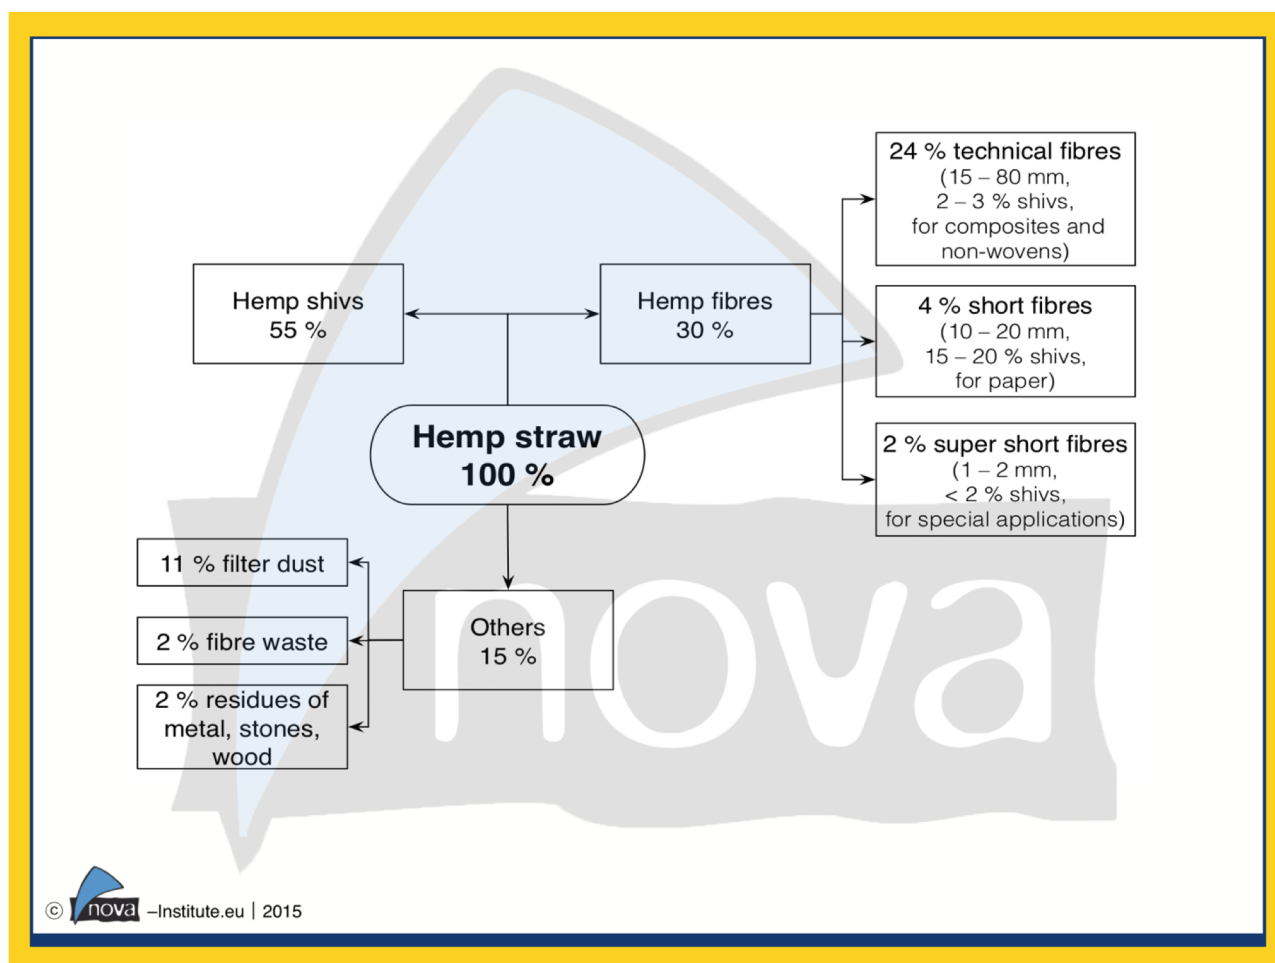 24 % technical fibres
(15 – 80 mm,
2 – 3 % shivs,
for composites and
non-wovens)
Hemp shivs
55 %
Hemp fibres
30 %
4 % short fibres
(10 – 20 mm,
15 – 20 % shivs,
for paper)
Hemp straw
100 %
2 % super short fibres
(1 – 2 mm,
< 2 % shivs,
for special applications)
11 % filter dust
2 % fibre waste
2 % residues of
metal, stones,
wood
Others
15 %
nova
© nova –Institute.eu | 2015